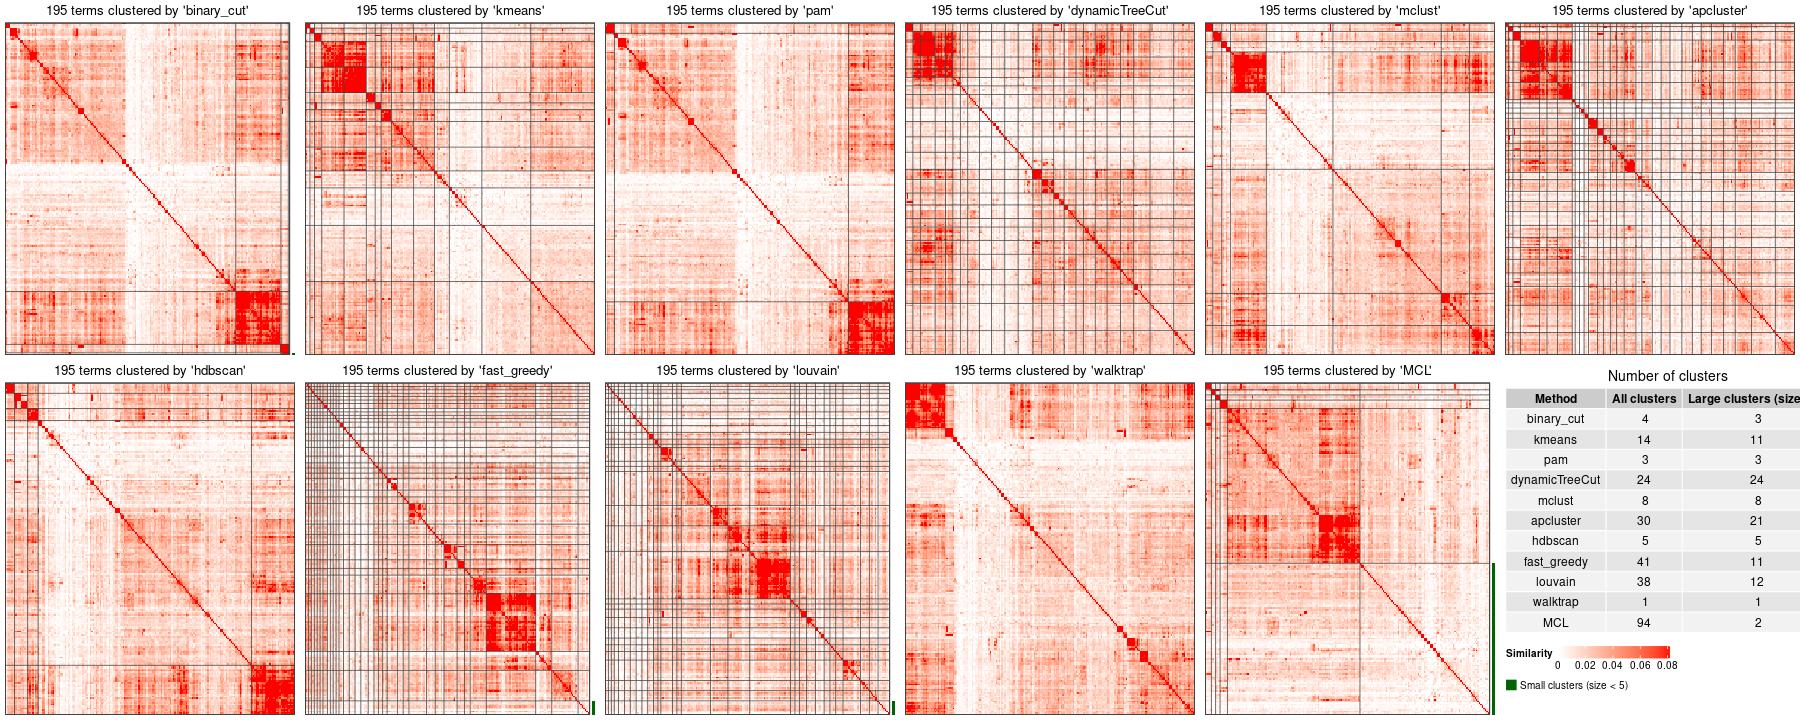 195 terms clustered by 'binary_cut'
195 terms clustered by 'kmeans'
195 terms clustered by 'pam'
195 terms clustered by 'dynamicTreeCut'
195 terms clustered by 'mclust'
195 terms clustered by 'apcluster'
195 terms clustered by 'hdbscan'
195 terms clustered by 'fast_greedy'
195 terms clustered by 'louvain'
195 terms clustered by 'walktrap'
195 terms clustered by 'MCL'
Number of clusters
Method All clusters Large clusters (size
binary_cut 4 3
kmeans 14 11
pam 3 3
dynamicTreeCut 24 24
mclust 8 8
apcluster 30 21
hdbscan 5 5
fast_greedy 41 11
louvain 38 12
walktrap 1 1
MCL 94 2
Similarity
0 0.02 0.04 0.06 0.08
Small clusters (size < 5)